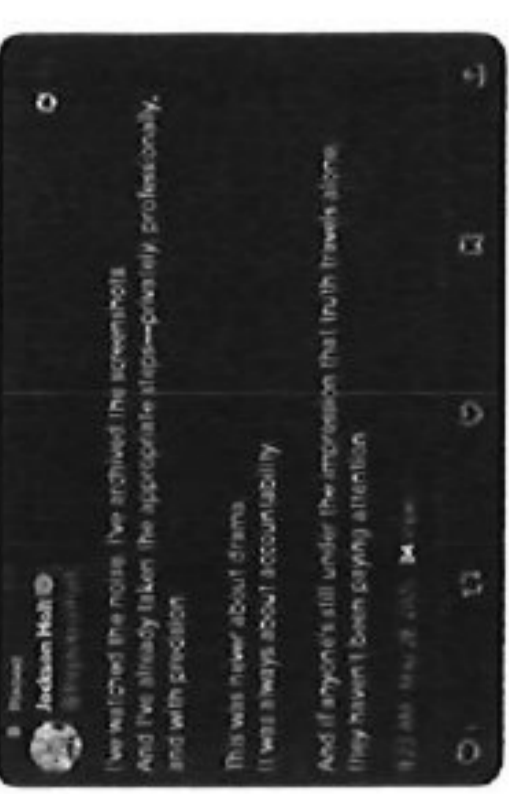 Pinned
Jackson Holt
I've watched the noise. I've archived the screenshots
And I've already taken the appropriate steps—privately, professionally,
and with precision
This was never about drama
It was always about accountability
And if anyone's still under the impression that truth travels alone,
they haven't been paying attention